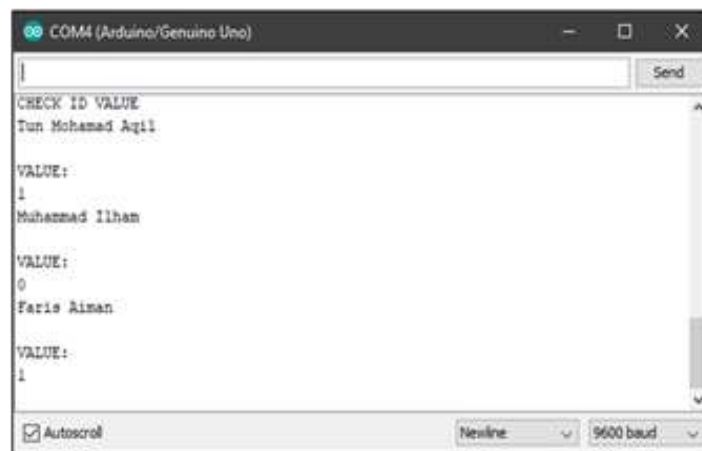 COM4 (Arduino/Genuino Uno)
Send
CHECK ID VALUE
Tun Mohamad Aqil
VALUE:
1
Muhammad Ilham
VALUE:
0
Faris Aiman
VALUE:
1
Autoscroll
Newline
9600 baud